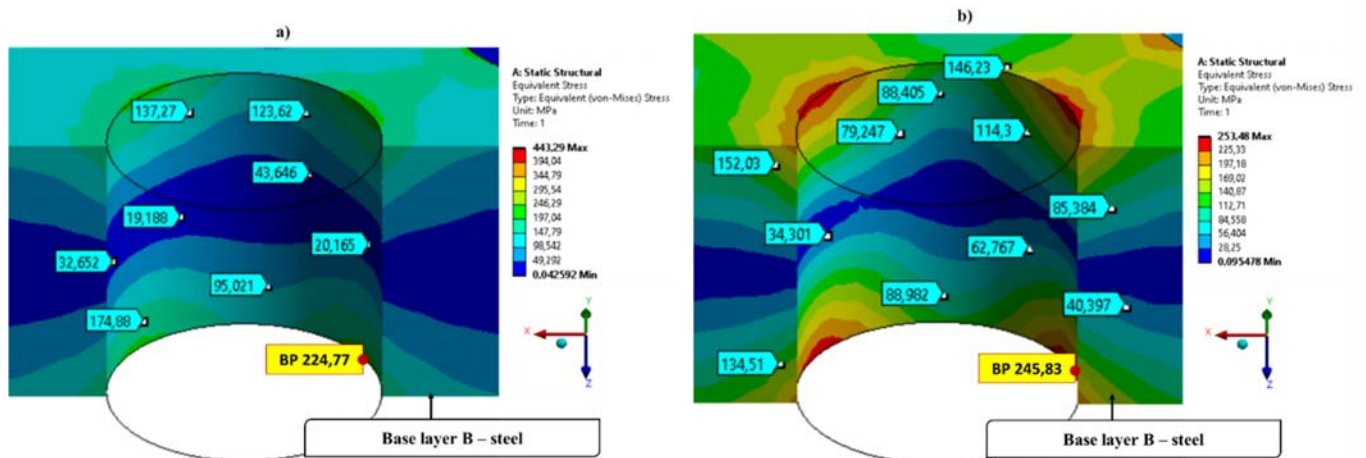 a)
137,27
123,62
43,646
19,188
20,165
32,652
95,021
174,88
BP 224,77
Base layer B – steel
A: Static Structural
Equivalent Stress
Type: Equivalent (von-Mises) Stress
Unit: MPa
Time: 1
443,29 Max
394,04
344,79
295,54
246,29
197,04
147,79
98,542
49,292
0,042592 Min
X
Y
Z
b)
146,23
88,405
79,247
114,3
152,03
85,384
34,301
62,767
88,982
40,397
134,51
BP 245,83
Base layer B – steel
A: Static Structural
Equivalent Stress
Type: Equivalent (von-Mises) Stress
Unit: MPa
Time: 1
253,48 Max
225,33
197,18
169,02
140,87
112,71
84,558
56,404
28,25
0,095478 Min
X
Y
Z